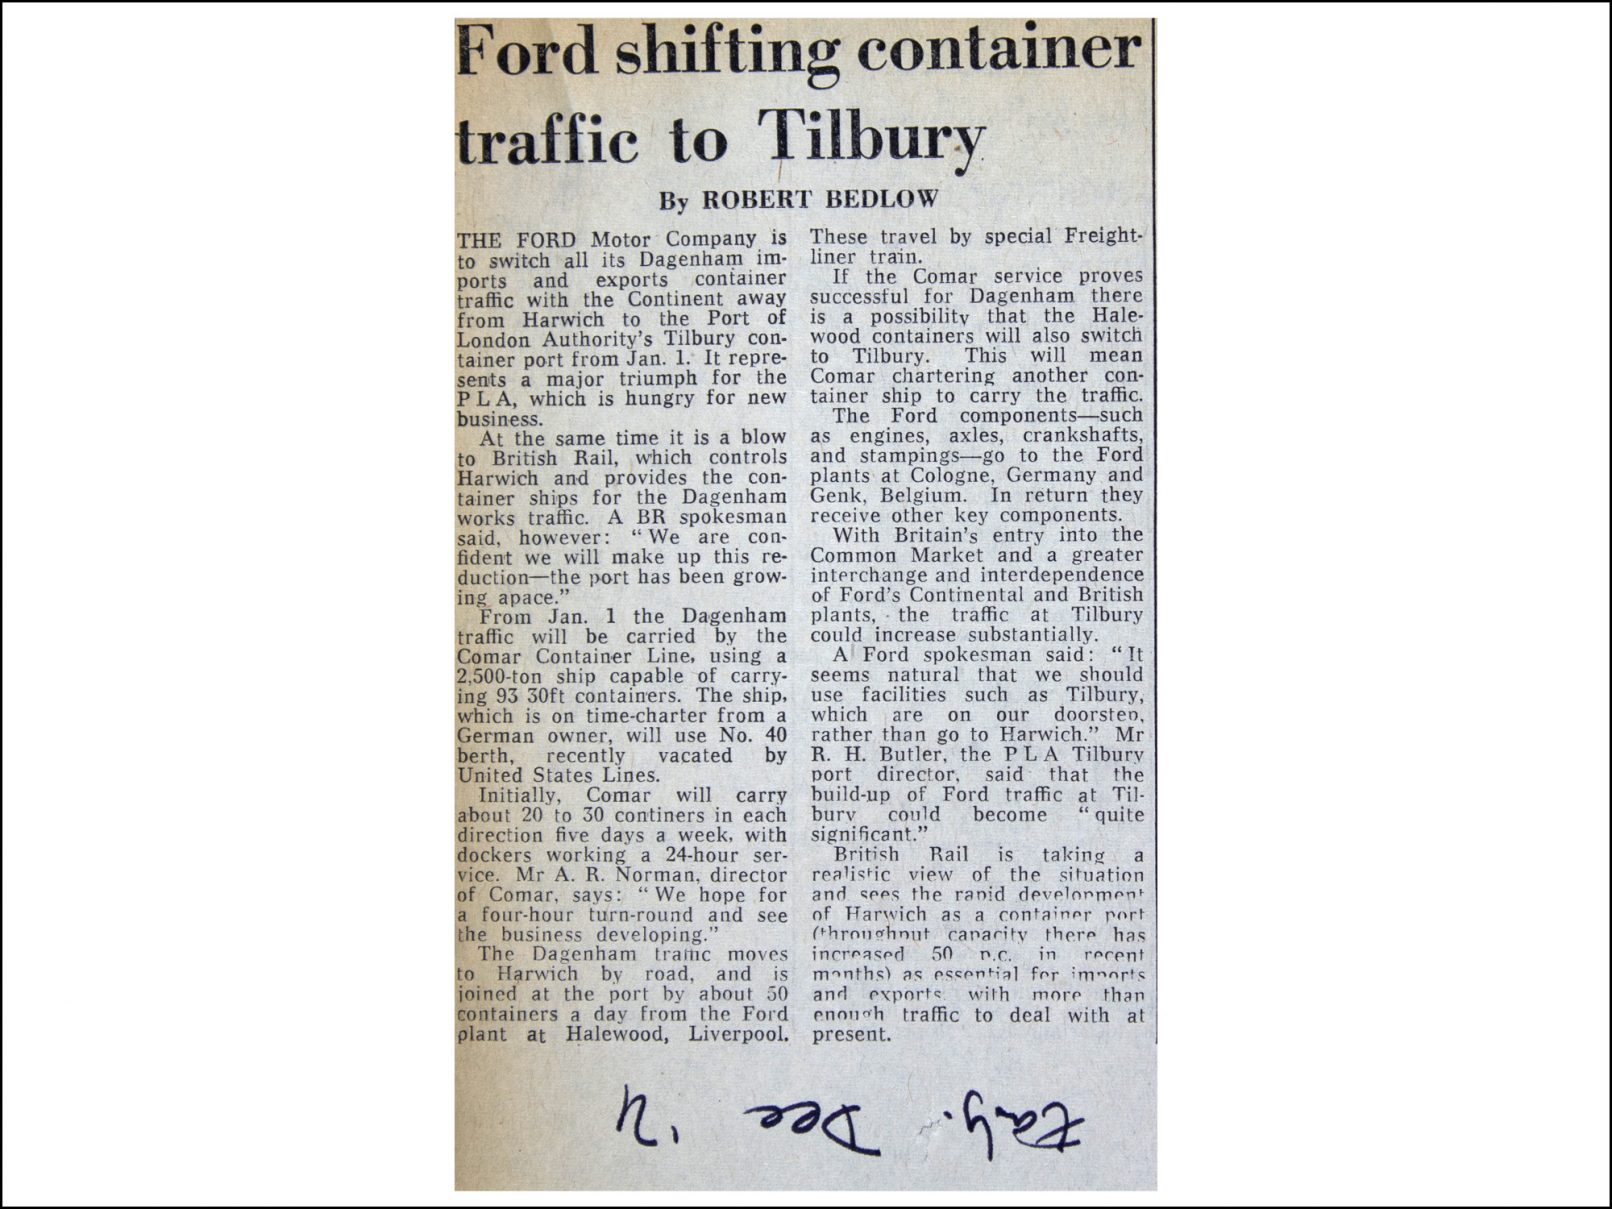 Ford shifting container
traffic to Tilbury
By ROBERT BEDLOW
THE FORD Motor Company is
to switch all its Dagenham im-
ports and exports container
traffic with the Continent away
from Harwich to the Port of
London Authority's Tilbury con-
tainer port from Jan. 1. It repre-
sents a major triumph for the
P L A, which is hungry for new
business.
At the same time it is a blow
to British Rail, which controls
Harwich and provides the con-
tainer ships for the Dagenham
works traffic. A BR spokesman
said, however: “ We are con-
fident we will make up this re-
duction—the port has been grow-
ing apace.”
From Jan. 1 the Dagenham
traffic will be carried by the
Comar Container Line, using a
2,500-ton ship capable of carry-
ing 93 30ft containers. The ship,
which is on time-charter from a
German owner, will use No. 40
berth, recently vacated by
United States Lines.
Initially, Comar will carry
about 20 to 30 continers in each
direction five days a week, with
dockers working a 24-hour ser-
vice. Mr A. R. Norman, director
of Comar, says: “ We hope for
a four-hour turn-round and see
the business developing.”
The Dagenham traffic moves
to Harwich by road, and is
joined at the port by about 50
containers a day from the Ford
plant at Halewood, Liverpool.
These travel by special Freight-
liner train.
If the Comar service proves
successful for Dagenham there
is a possibility that the Hale-
wood containers will also switch
to Tilbury. This will mean
Comar chartering another con-
tainer ship to carry the traffic.
The Ford components—such
as engines, axles, crankshafts,
and stampings—go to the Ford
plants at Cologne, Germany and
Genk, Belgium. In return they
receive other key components.
With Britain's entry into the
Common Market and a greater
interchange and interdependence
of Ford's Continental and British
plants, the traffic at Tilbury
could increase substantially.
A Ford spokesman said: “ It
seems natural that we should
use facilities such as Tilbury,
which are on our doorstep,
rather than go to Harwich.” Mr
R. H. Butler, the P L A Tilbury
port director, said that the
build-up of Ford traffic at Til-
bury could become “ quite
significant.”
British Rail is taking a
realistic view of the situation
and sees the rapid development
of Harwich as a container port
(throughput capacity there has
increased 50 p.c. in recent
months) as essential for imports
and exports with more than
enough traffic to deal with at
present.
Dec